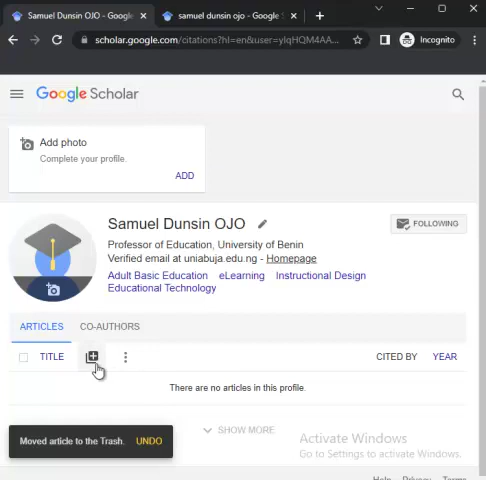 Samuel Dunsin OJO - Google
samuel dunsin ojo - Google S
scholar.google.com/citations?hl=en&user=yIqHQM4AA...
Incognito
Google Scholar
Add photo
Complete your profile.
ADD
Samuel Dunsin OJO
FOLLOWING
Professor of Education, University of Benin
Verified email at uniabuja.edu.ng - Homepage
Adult Basic Education eLearning Instructional Design
Educational Technology
ARTICLES CO-AUTHORS
TITLE CITED BY YEAR
There are no articles in this profile.
SHOW MORE
Moved article to the Trash. UNDO
Activate Windows
Go to Settings to activate Windows.
Help Privacy Terms